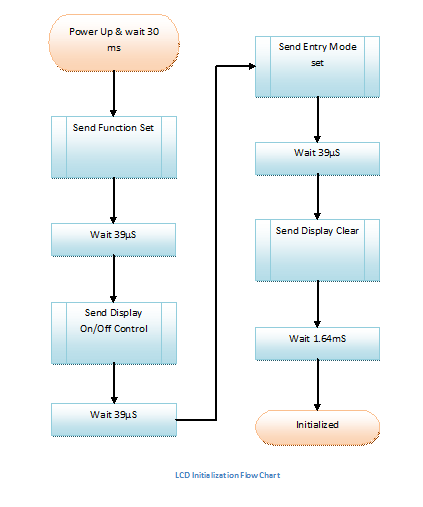 Power Up & wait 30
ms
Send Function Set
Wait 39µS
Send Display
On/Off Control
Wait 39µS
Send Entry Mode
set
Wait 39µS
Send Display Clear
Wait 1.64mS
Initialized
LCD Initialization Flow Chart